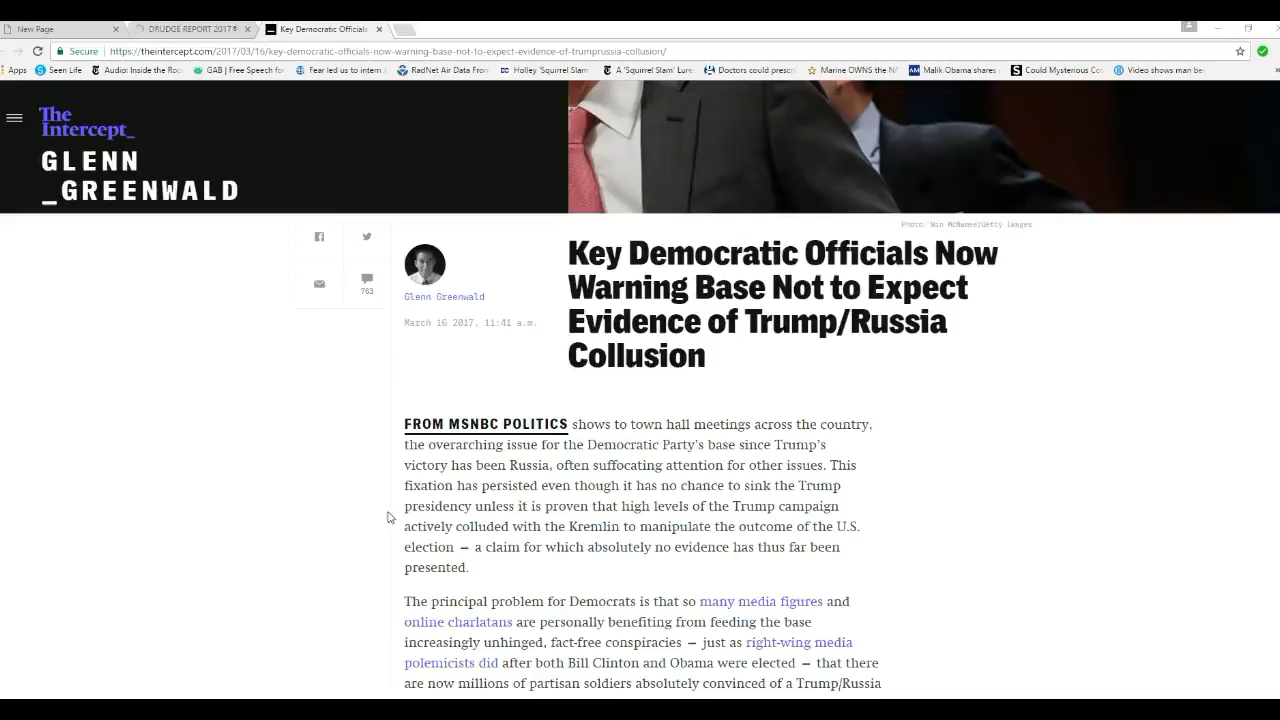 New Page
DRUDGE REPORT 2017®
Key Democratic Officials
Secure
https://theintercept.com/2017/03/16/key-democratic-officials-now-warning-base-not-to-expect-evidence-of-trumprussia-collusion/
Apps
Seen Life
Audio: Inside the Roo
GAB | Free Speech fo
Fear led us to intern
RadNet Air Data From
Holley 'Squirrel Slam
A 'Squirrel Slam' Lure
Doctors could prescr
Marine OWNS the N
Malik Obama shares
Could Mysterious Co
Video shows man be
The
Intercept_
GLENN
_GREENWALD
Photo: Win McNamee/Getty Images
763
Glenn Greenwald
March 16 2017, 11:41 a.m.
Key Democratic Officials Now
Warning Base Not to Expect
Evidence of Trump/Russia
Collusion
FROM MSNBC POLITICS shows to town hall meetings across the country,
the overarching issue for the Democratic Party's base since Trump's
victory has been Russia, often suffocating attention for other issues. This
fixation has persisted even though it has no chance to sink the Trump
presidency unless it is proven that high levels of the Trump campaign
actively colluded with the Kremlin to manipulate the outcome of the U.S.
election — a claim for which absolutely no evidence has thus far been
presented.
The principal problem for Democrats is that so many media figures and
online charlatans are personally benefiting from feeding the base
increasingly unhinged, fact-free conspiracies — just as right-wing media
polemicists did after both Bill Clinton and Obama were elected — that there
are now millions of partisan soldiers absolutely convinced of a Trump/Russia